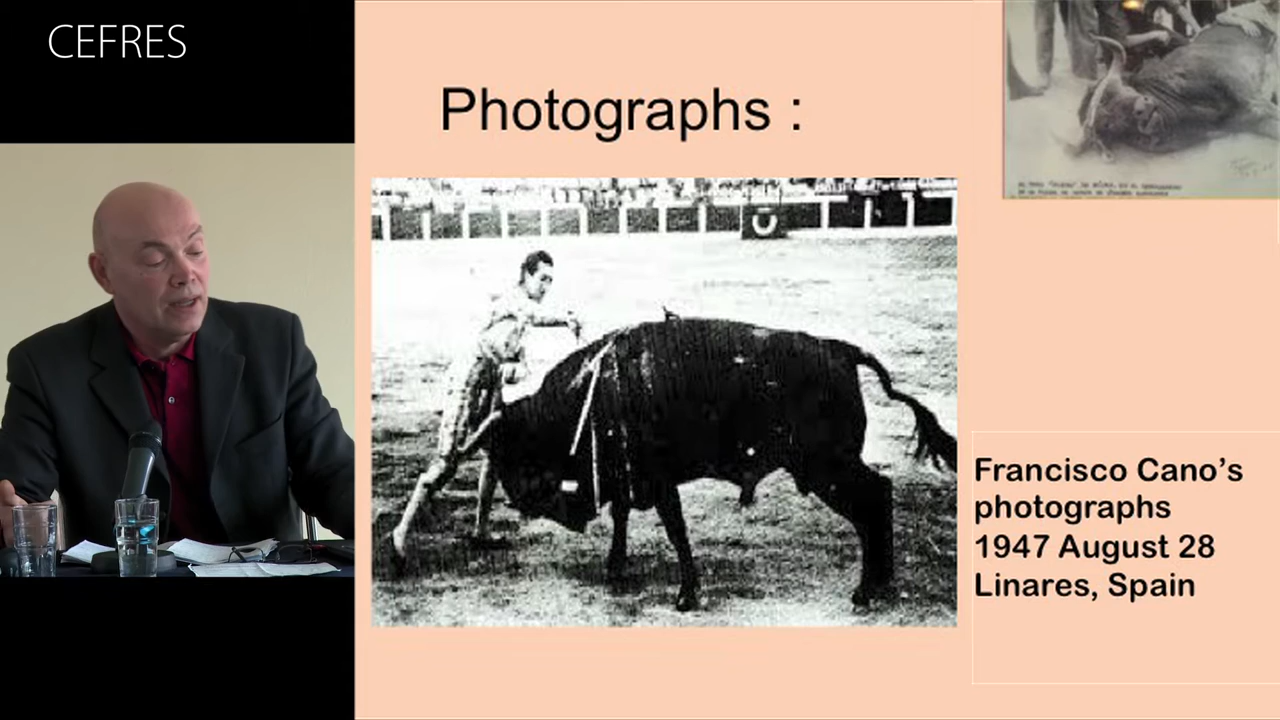 CEFRES
Photographs :
Francisco Cano’s
photographs
1947 August 28
Linares, Spain